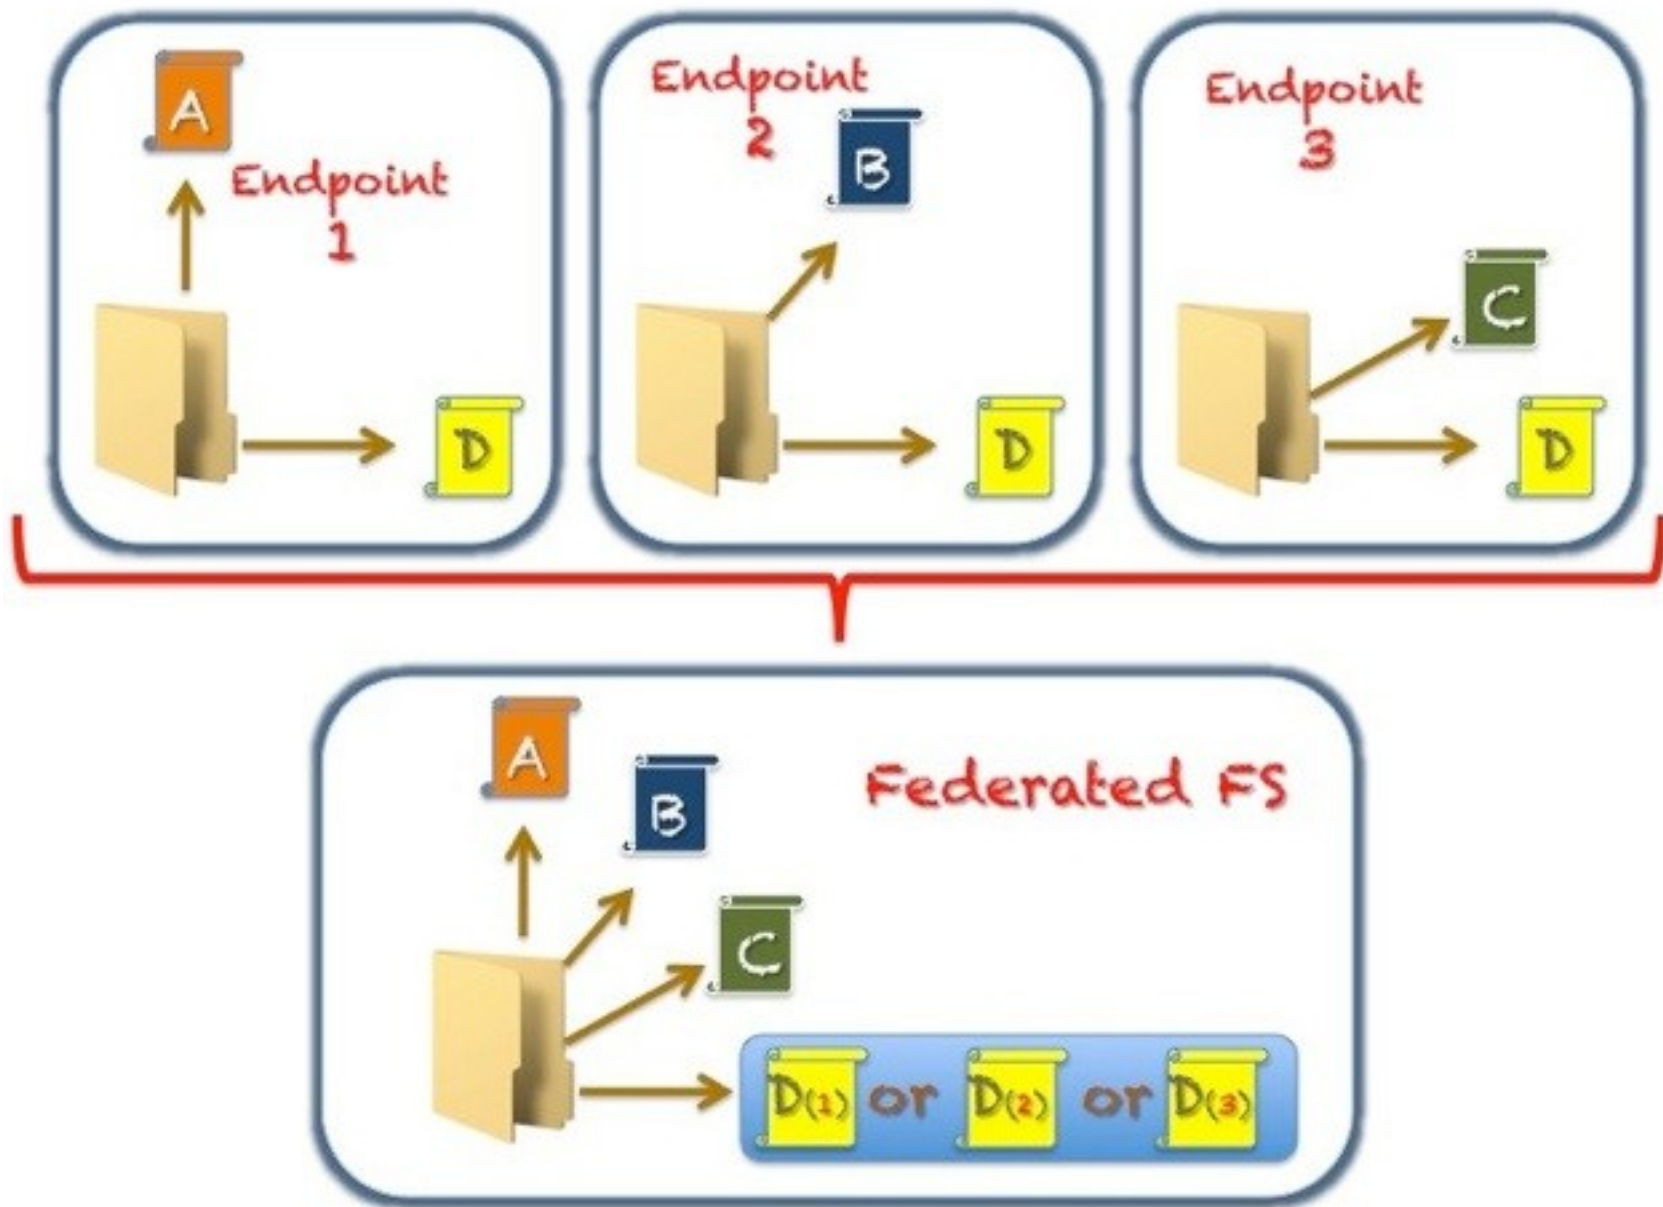 A
Endpoint
1
D
Endpoint
2
B
D
Endpoint
3
C
D
A
B
Federated FS
C
D(1) or D(2) or D(3)